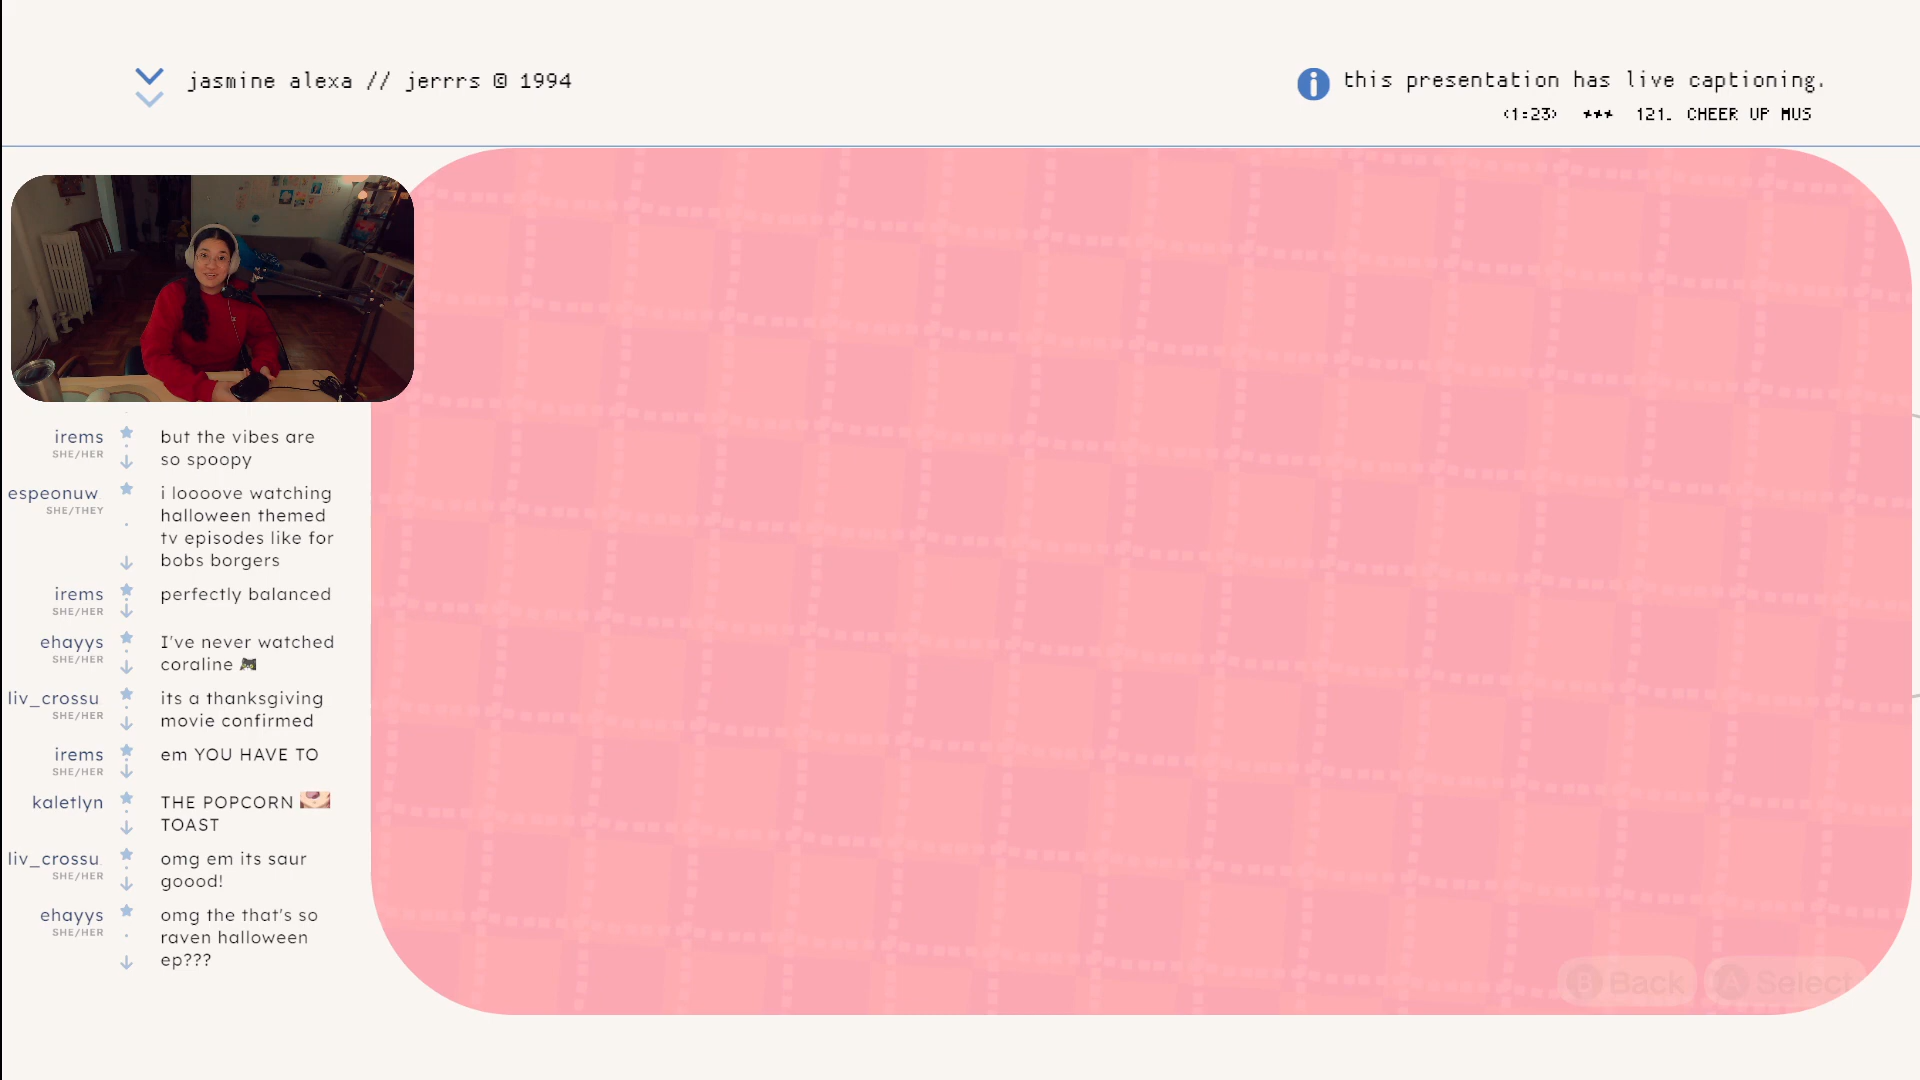 jasmine alexa // jerrrs @ 1994
this presentation has live captioning.
<1:23> *** 121. CHEER UP MUS
irems
SHE/HER
but the vibes are
so spoopy
espeonuw
SHE/THEY
i loooove watching
halloween themed
tv episodes like for
bobs borgers
irems
SHE/HER
perfectly balanced
ehayys
SHE/HER
I've never watched
coraline
liv_crossu
SHE/HER
its a thanksgiving
movie confirmed
irems
SHE/HER
em YOU HAVE TO
kaletlyn
THE POPCORN
TOAST
liv_crossu
SHE/HER
omg em its saur
goood!
ehayys
SHE/HER
omg the that's so
raven halloween
ep???
B Back A Select